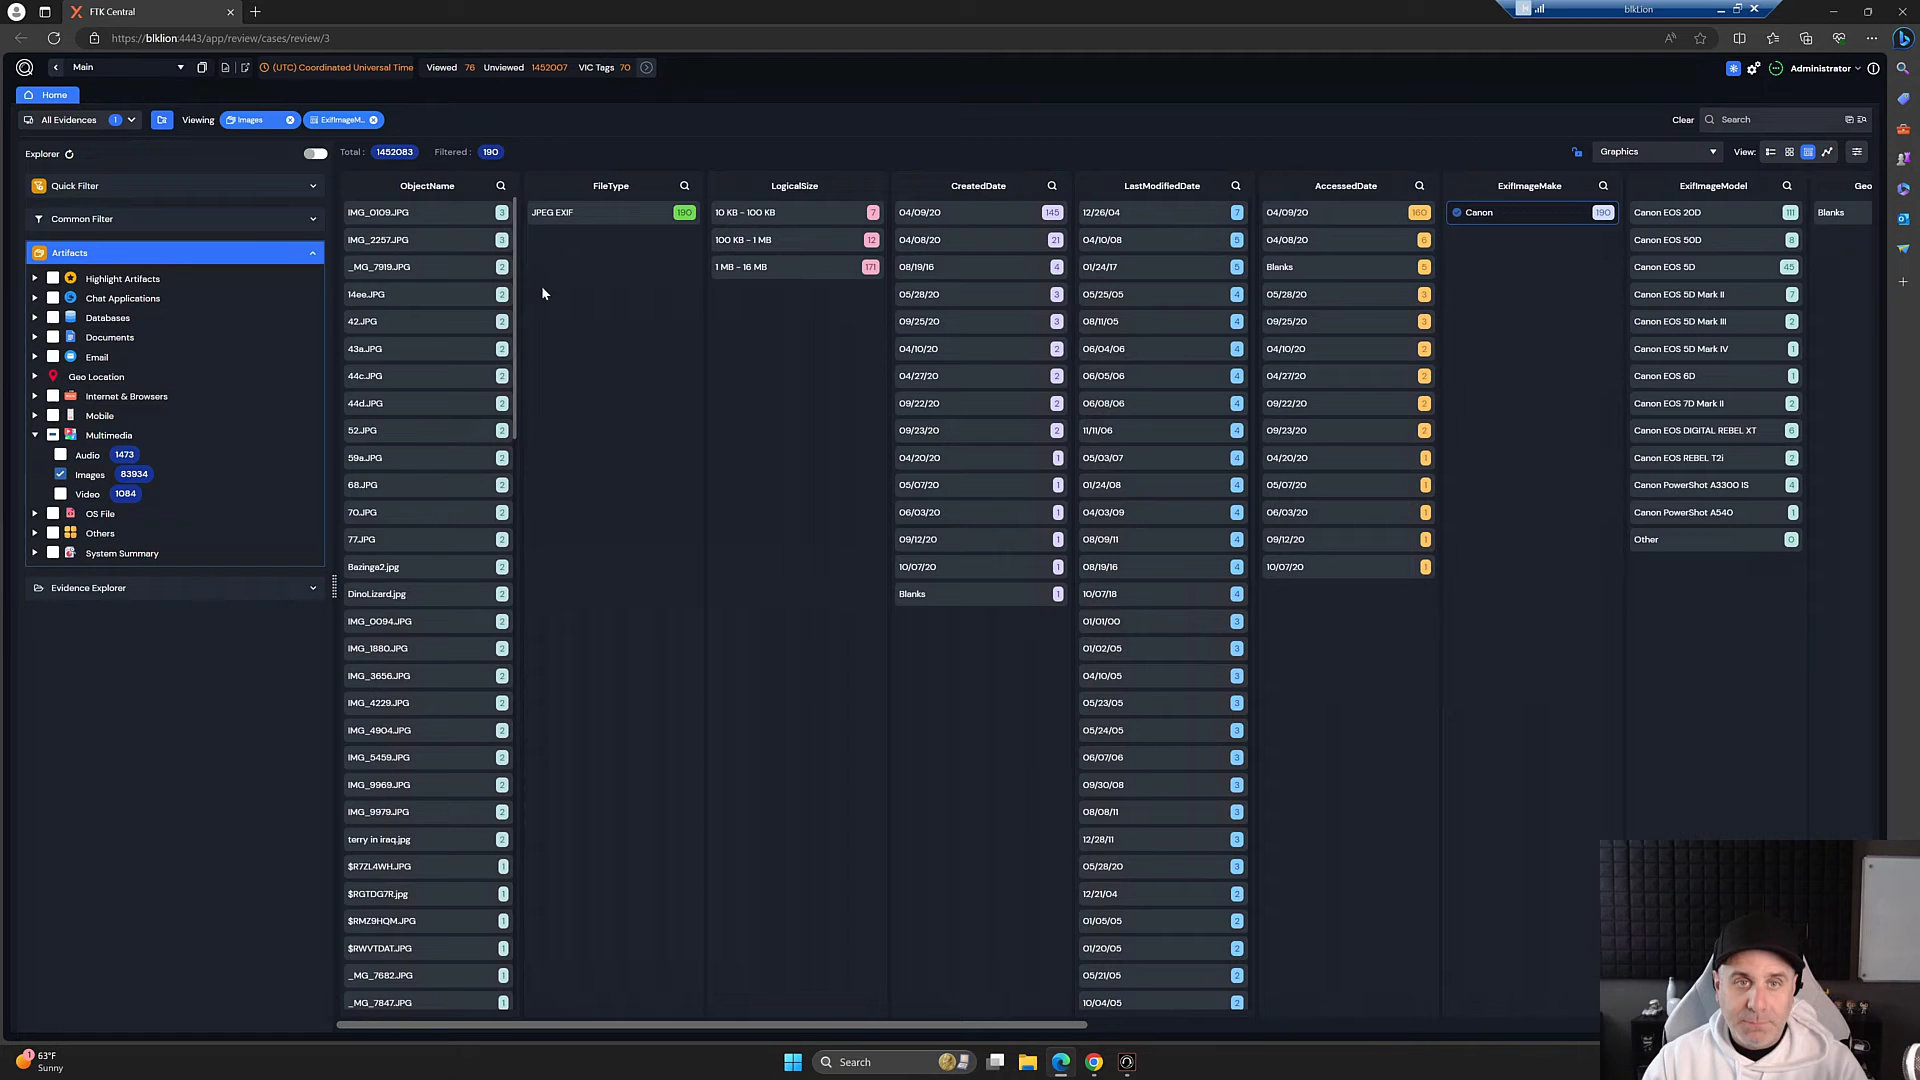 FTK Central
blkLion
https://blklion:4443/app/review/cases/review/3
Main
(UTC) Coordinated Universal Time
Viewed 76 Unviewed 1452007 VIC Tags 70
Administrator
Home
All Evidences 1
Viewing
Images
ExifImageM...
Clear
Search
Explorer
Total : 1452083 Filtered : 190
Graphics
View:
Quick Filter
Common Filter
Artifacts
Highlight Artifacts
Chat Applications
Databases
Documents
Email
Geo Location
Internet & Browsers
Mobile
Multimedia
Audio 1473
Images 83934
Video 1084
OS File
Others
System Summary
Evidence Explorer
ObjectName
IMG_0109.JPG 3
IMG_2257.JPG 3
_MG_7919.JPG 2
14ee.JPG 2
42.JPG 2
43a.JPG 2
44c.JPG 2
44d.JPG 2
52.JPG 2
59a.JPG 2
68.JPG 2
70.JPG 2
77.JPG 2
Bazinga2.jpg 2
DinoLizard.jpg 2
IMG_0094.JPG 2
IMG_1880.JPG 2
IMG_3656.JPG 2
IMG_4229.JPG 2
IMG_4904.JPG 2
IMG_5459.JPG 2
IMG_9969.JPG 2
IMG_9979.JPG 2
terry in iraq.jpg 2
$R7ZL4WH.JPG 1
$RGTDG7R.jpg 1
$RMZ9HQM.JPG 1
$RWVTDAT.JPG 1
_MG_7682.JPG 1
_MG_7847.JPG 1
FileType
JPEG EXIF 190
LogicalSize
10 KB - 100 KB 7
100 KB - 1 MB 12
1 MB - 16 MB 171
CreatedDate
04/09/20 145
04/08/20 21
08/19/16 4
05/28/20 3
09/25/20 3
04/10/20 2
04/27/20 2
09/22/20 2
09/23/20 2
04/20/20 1
05/07/20 1
06/03/20 1
09/12/20 1
10/07/20 1
Blanks 1
LastModifiedDate
12/26/04 7
04/10/08 5
01/24/17 5
05/25/05 4
08/11/05 4
06/04/06 4
06/05/06 4
06/08/06 4
11/11/06 4
05/03/07 4
01/24/08 4
04/03/09 4
08/09/11 4
08/19/16 4
10/07/18 4
01/01/00 3
01/02/05 3
04/10/05 3
05/23/05 3
05/24/05 3
06/07/06 3
09/30/08 3
08/08/11 3
12/28/11 3
05/28/20 3
12/21/04 2
01/05/05 2
01/20/05 2
05/21/05 2
10/04/05 2
AccessedDate
04/09/20 160
04/08/20 6
Blanks 5
05/28/20 3
09/25/20 3
04/10/20 2
04/27/20 2
09/22/20 2
09/23/20 2
04/20/20 1
05/07/20 1
06/03/20 1
09/12/20 1
10/07/20 1
ExifImageMake
Canon 190
ExifImageModel
Canon EOS 20D 111
Canon EOS 50D 8
Canon EOS 5D 45
Canon EOS 5D Mark II 7
Canon EOS 5D Mark III 2
Canon EOS 5D Mark IV 1
Canon EOS 6D 1
Canon EOS 7D Mark II 2
Canon EOS DIGITAL REBEL XT 6
Canon EOS REBEL T2i 2
Canon PowerShot A3300 IS 4
Canon PowerShot A540 1
Other 0
Geo
Blanks
1
63°F
Sunny
Search